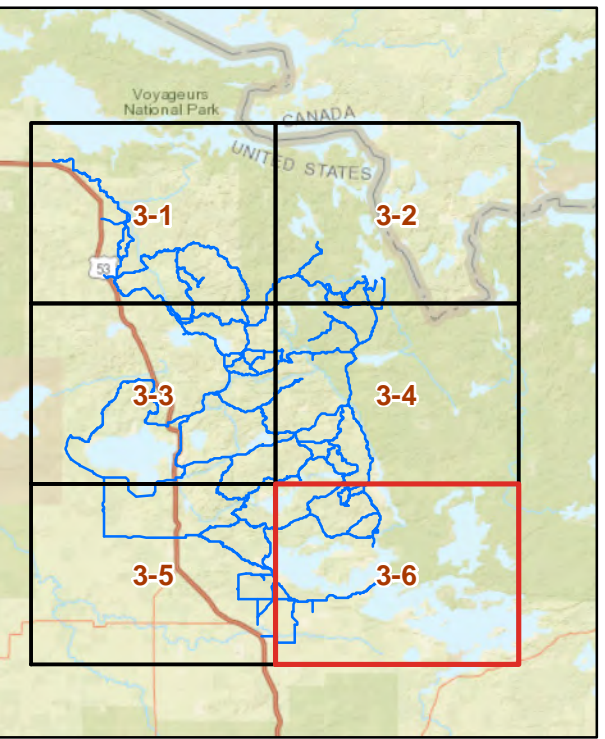 Voyageurs
National Park
CANADA
UNITED STATES
3-1
3-2
53
3-3
3-4
3-5
3-6